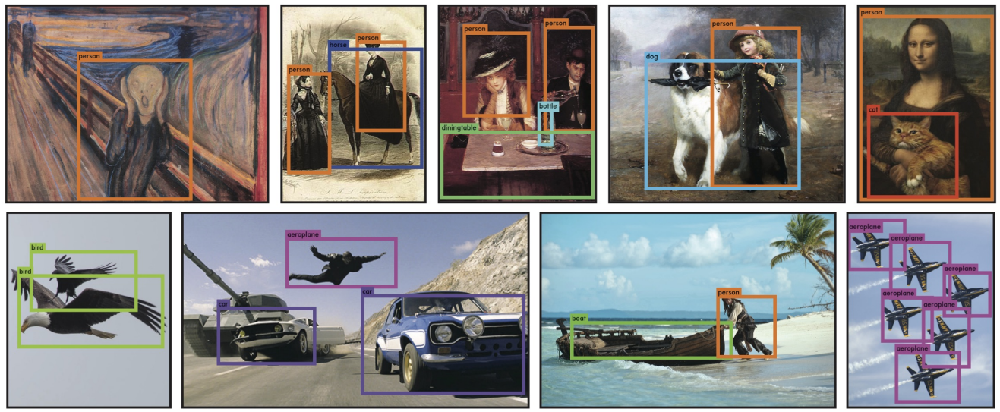 person
person
horse
person
person
person
bottle
diningtable
person
dog
person
cat
bird
bird
aeroplane
car
car
person
boat
aeroplane
aeroplane
aeroplane
aeroplane
aeroplane
aeroplane